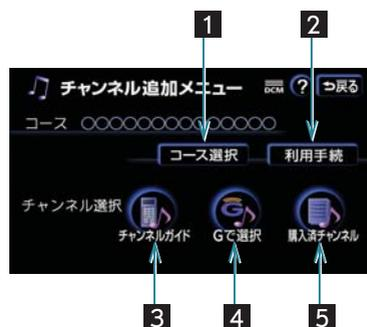 1 2
チャンネル追加メニュー DCM ? ⮌戻る
コース ○○○○○○○○○○○○○○
コース選択 利用手続
チャンネル選択
チャンネルガイド Gで選択 購入済チャンネル
3 4 5